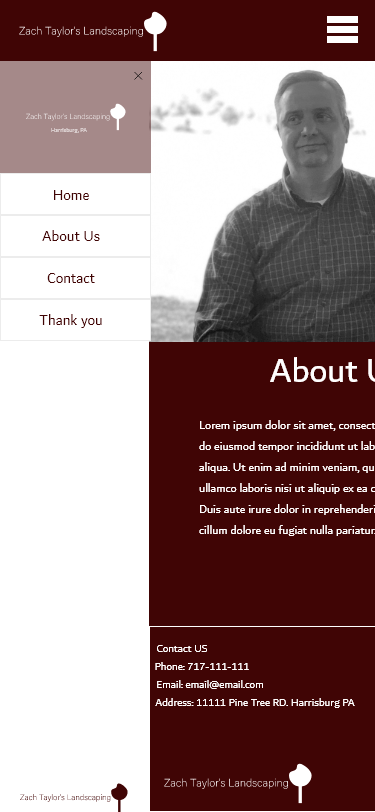 Zach Taylor's Landscaping
Zach Taylor's Landscaping
Harrisburg, PA
Home
About Us
Contact
Thank you
About U
Lorem ipsum dolor sit amet, consect
do eiusmod tempor incididunt ut lab
aliqua. Ut enim ad minim veniam, qu
ullamco laboris nisi ut aliquip ex ea c
Duis aute irure dolor in reprehenderi
cillum dolore eu fugiat nulla pariatur.
Contact US
Phone: 717-111-111
Email: email@email.com
Address: 11111 Pine Tree RD. Harrisburg PA
Zach Taylor's Landscaping
Zach Taylor's Landscaping